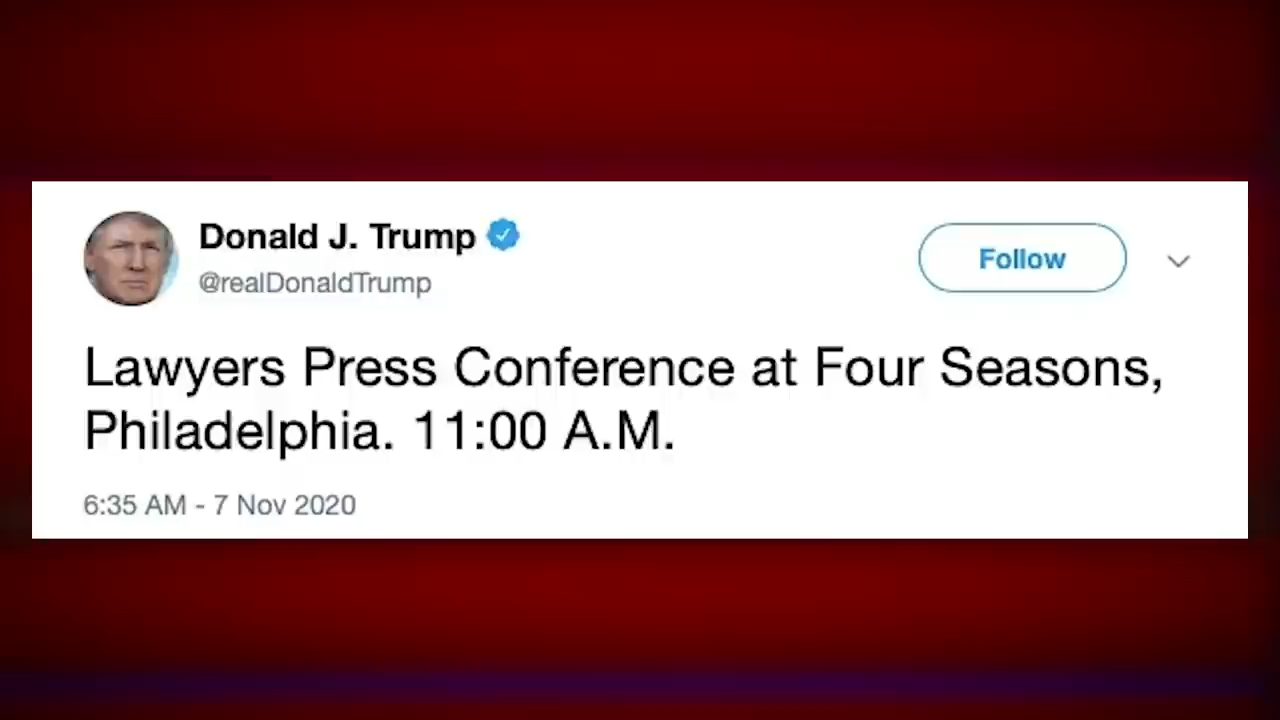 Donald J. Trump
@realDonaldTrump
Follow
Lawyers Press Conference at Four Seasons,
Philadelphia. 11:00 A.M.
6:35 AM - 7 Nov 2020